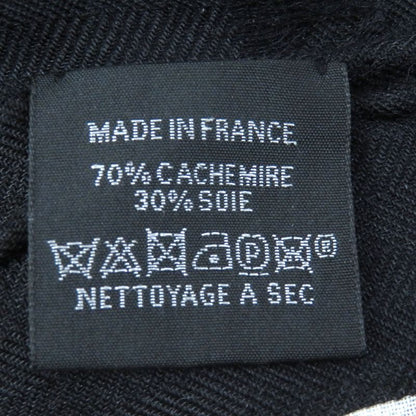 MADE IN FRANCE
70% CACHEMIRE
30% SOIE
P ®
NETTOYAGE A SEC